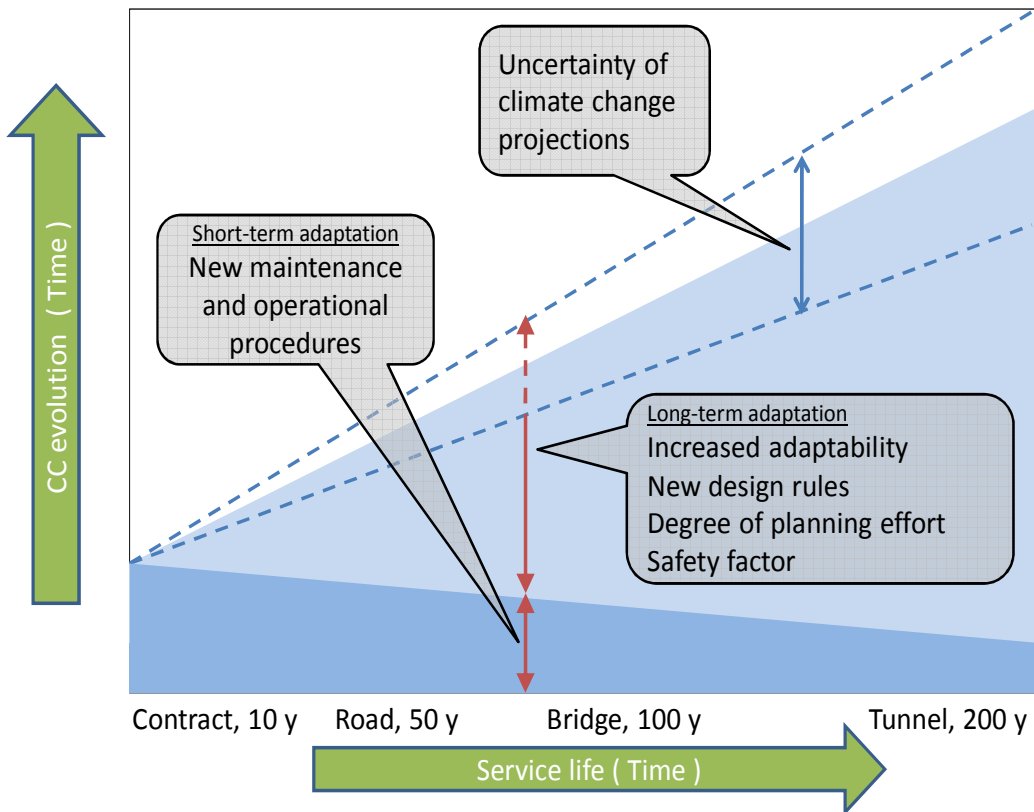 Uncertainty of
climate change
projections
Short-term adaptation
New maintenance
and operational
procedures
Long-term adaptation
Increased adaptability
New design rules
Degree of planning effort
Safety factor
CC evolution ( Time )
Contract, 10 y Road, 50 y Bridge, 100 y Tunnel, 200 y
Service life ( Time )